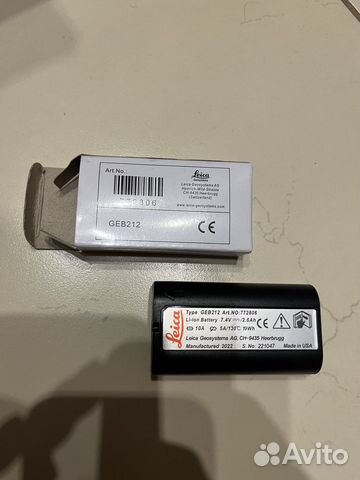 Art.No.:
772806
GEB212
Leica
Leica Geosystems AG
Heinrich-Wild-Strasse
CH-9435 Heerbrugg
(Switzerland)
www.leica-geosystems.com
CE
Leica
Type GEB212 Art.NO:772806
Li-Ion Battery 7.4V 2.6Ah
10A 5A/130°C 19Wh
Leica Geosystems AG, CH-9435 Heerbrugg
Manufactured 2022 S.No. 221047 Made in USA
Avito